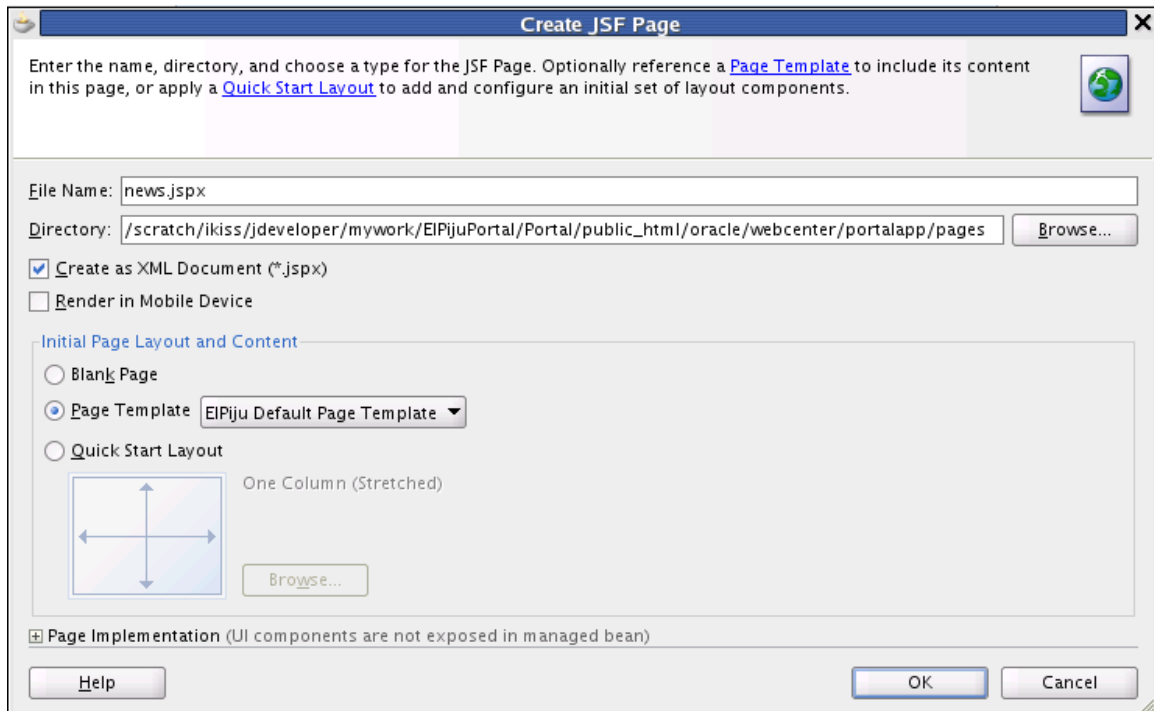 Create JSF Page
Enter the name, directory, and choose a type for the JSF Page. Optionally reference a Page Template to include its content
in this page, or apply a Quick Start Layout to add and configure an initial set of layout components.
File Name: news.jspx
Directory: /scratch/ikiss/jdeveloper/mywork/ElPijuPortal/Portal/public_html/oracle/webcenter/portalapp/pages Browse...
Create as XML Document (*.jspx)
Render in Mobile Device
Initial Page Layout and Content
Blank Page
Page Template ElPiju Default Page Template
Quick Start Layout
One Column (Stretched)
Browse...
Page Implementation (UI components are not exposed in managed bean)
Help OK Cancel